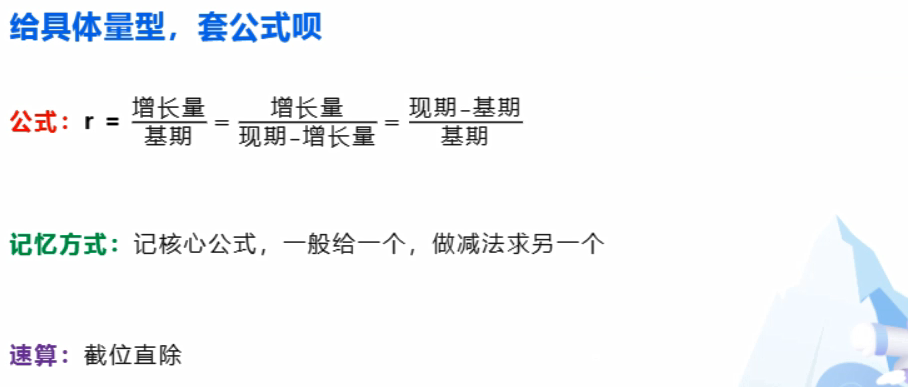 给具体量型，套公式呗
公式：r = 增长量/基期 = 增长量/现期-增长量 = 现期-基期/基期
记忆方式：记核心公式，一般给一个，做减法求另一个
速算：截位直除